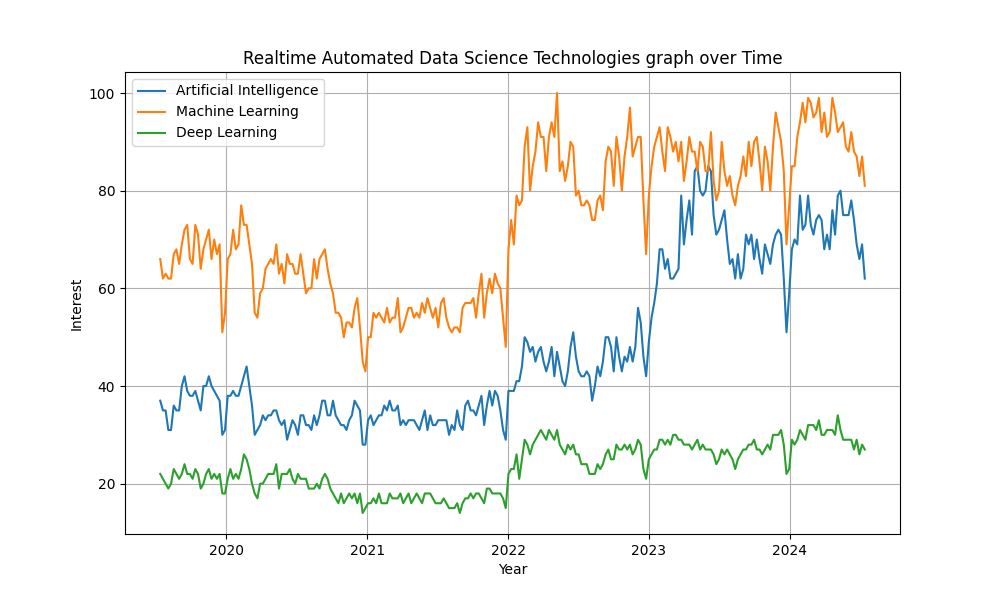 Realtime Automated Data Science Technologies graph over Time
Artificial Intelligence
Machine Learning
Deep Learning
100
80
60
40
20
Interest
2020 2021 2022 2023 2024
Year